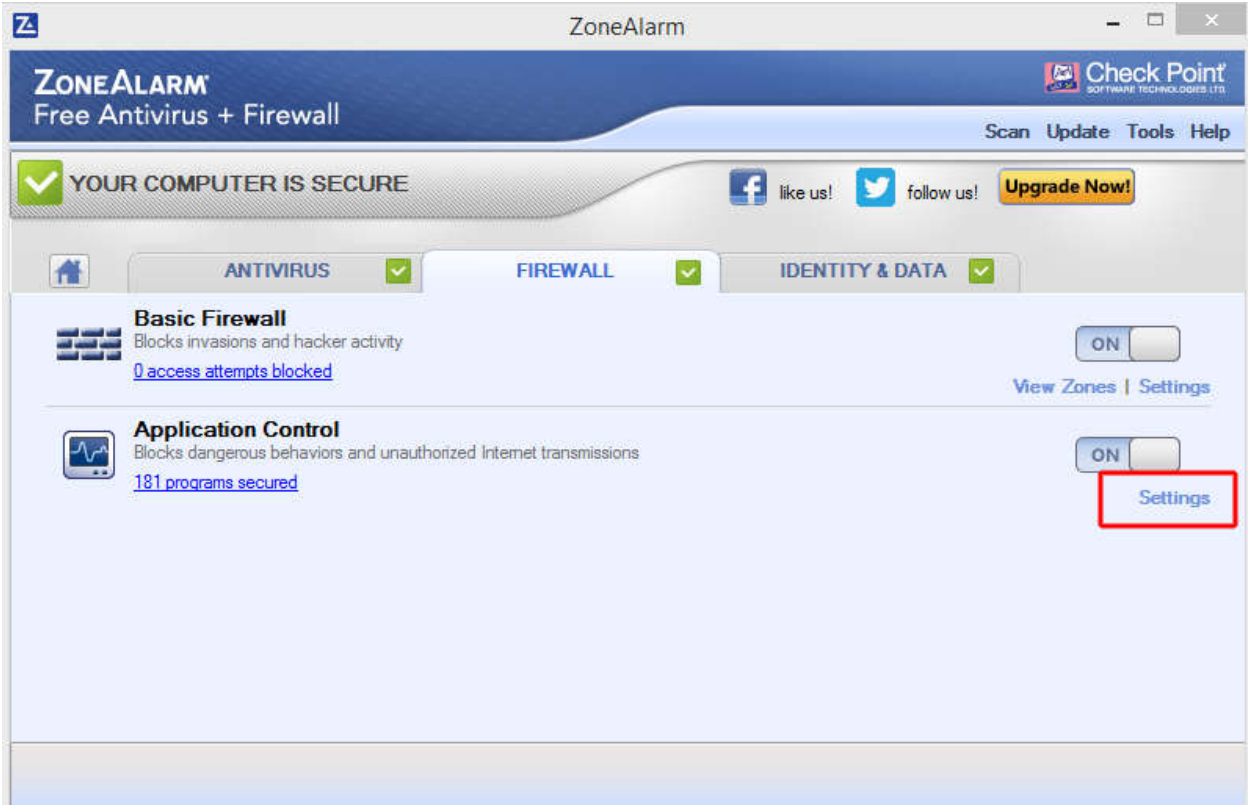 ZoneAlarm
ZONEALARM
Free Antivirus + Firewall
Check Point
SOFTWARE TECHNOLOGIES LTD.
Scan Update Tools Help
YOUR COMPUTER IS SECURE
like us! follow us! Upgrade Now!
ANTIVIRUS FIREWALL IDENTITY & DATA
Basic Firewall
Blocks invasions and hacker activity
ON
0 access attempts blocked
View Zones | Settings
Application Control
Blocks dangerous behaviors and unauthorized Internet transmissions
ON
181 programs secured
Settings